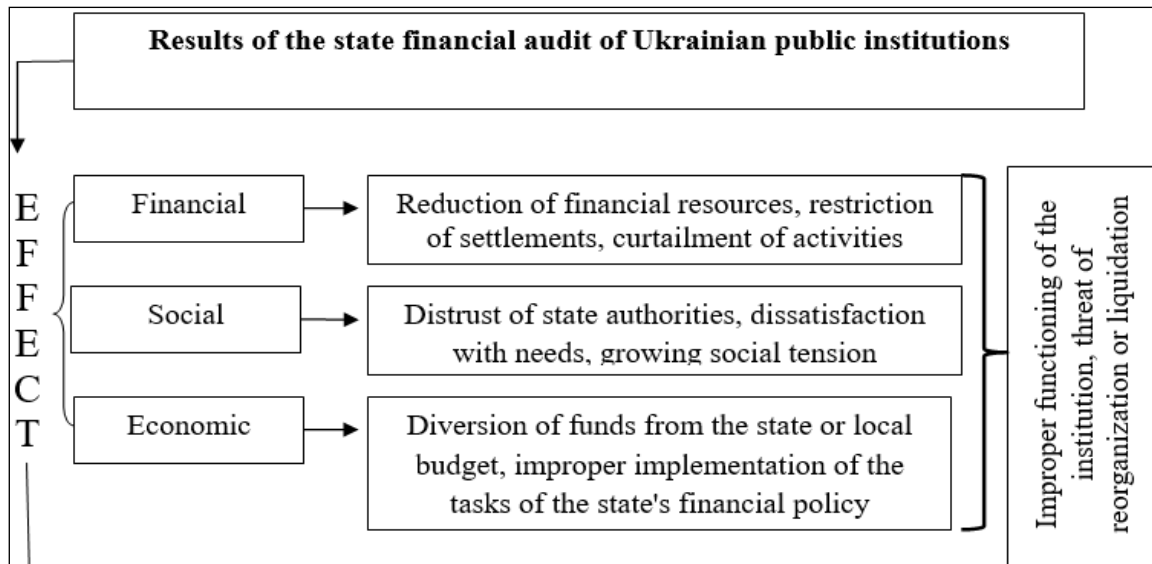 Results of the state financial audit of Ukrainian public institutions
EFFECT
Financial
Reduction of financial resources, restriction
of settlements, curtailment of activities
Social
Distrust of state authorities, dissatisfaction
with needs, growing social tension
Economic
Diversion of funds from the state or local
budget, improper implementation of the
tasks of the state's financial policy
Improper functioning of the
institution, threat of
reorganization or liquidation